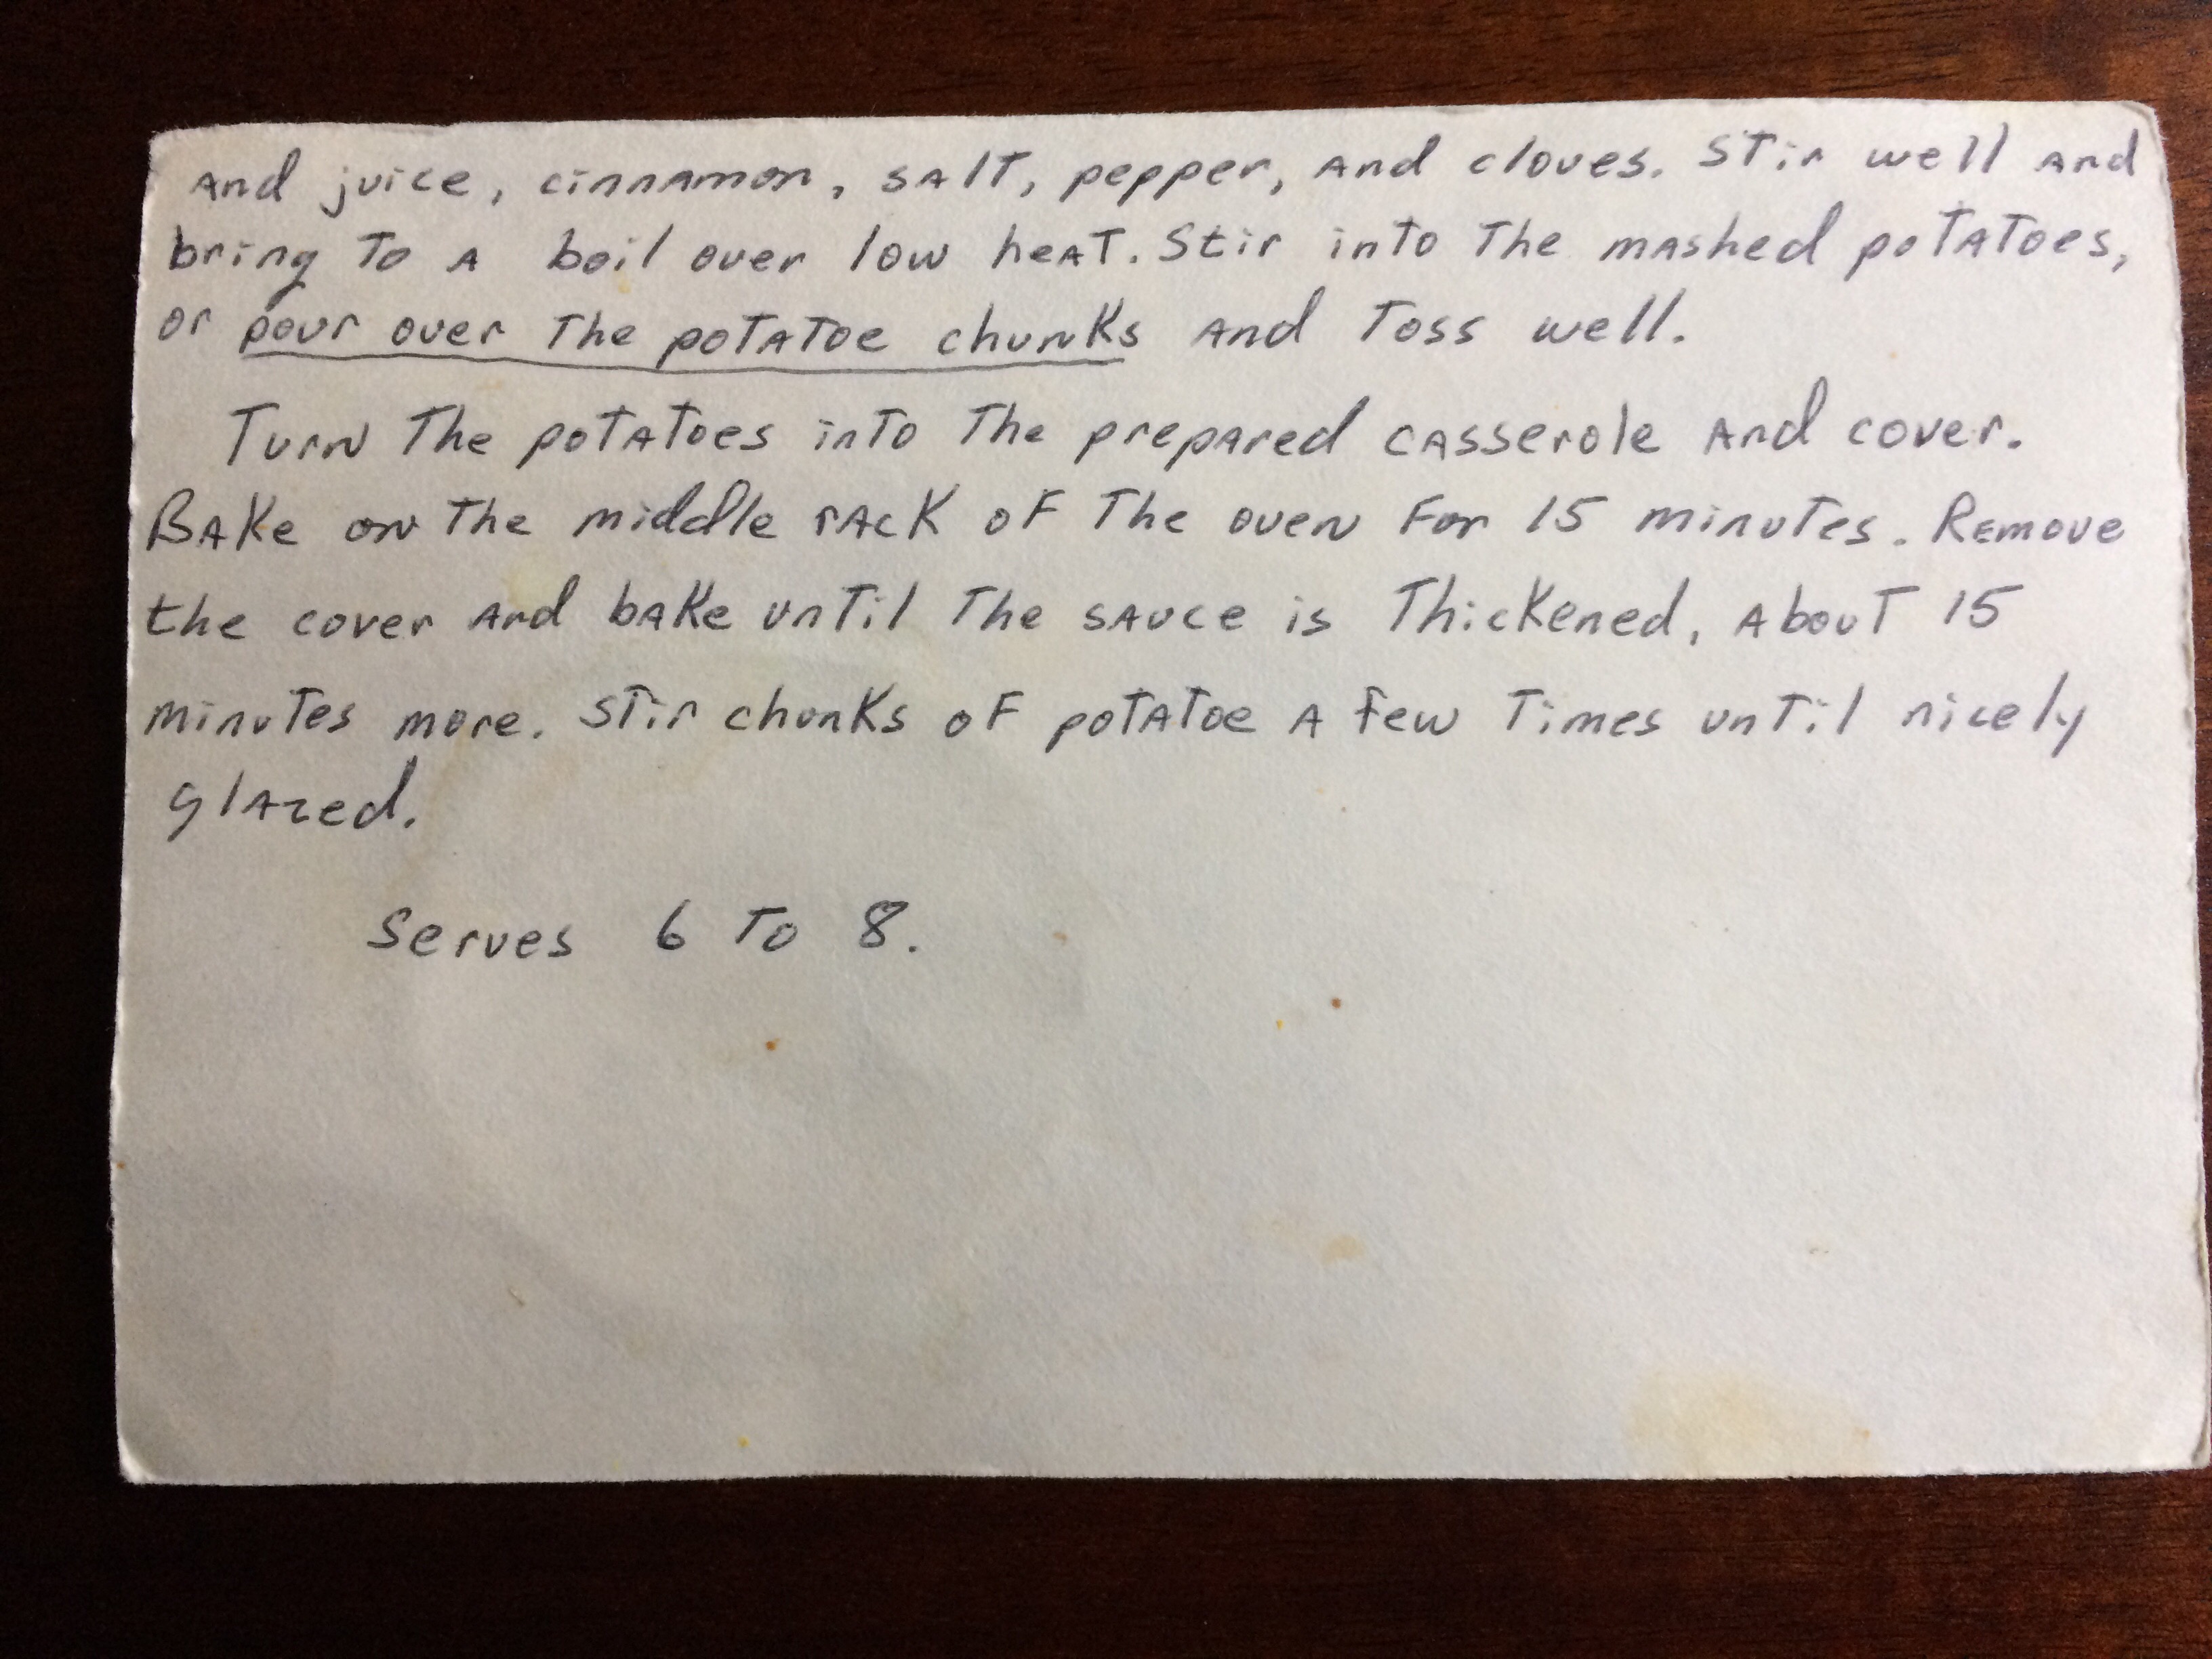 and juice, cinnamon, salt, pepper, and cloves. Stir well and
bring to a boil over low heat. Stir into the mashed potatoes,
or pour over the potatoe chunks and toss well.
Turn the potatoes into the prepared casserole and cover.
Bake on the middle rack of the oven for 15 minutes. Remove
the cover and bake until the sauce is thickened, about 15
minutes more. Stir chunks of potatoe a few times until nicely
glazed.
Serves 6 to 8.